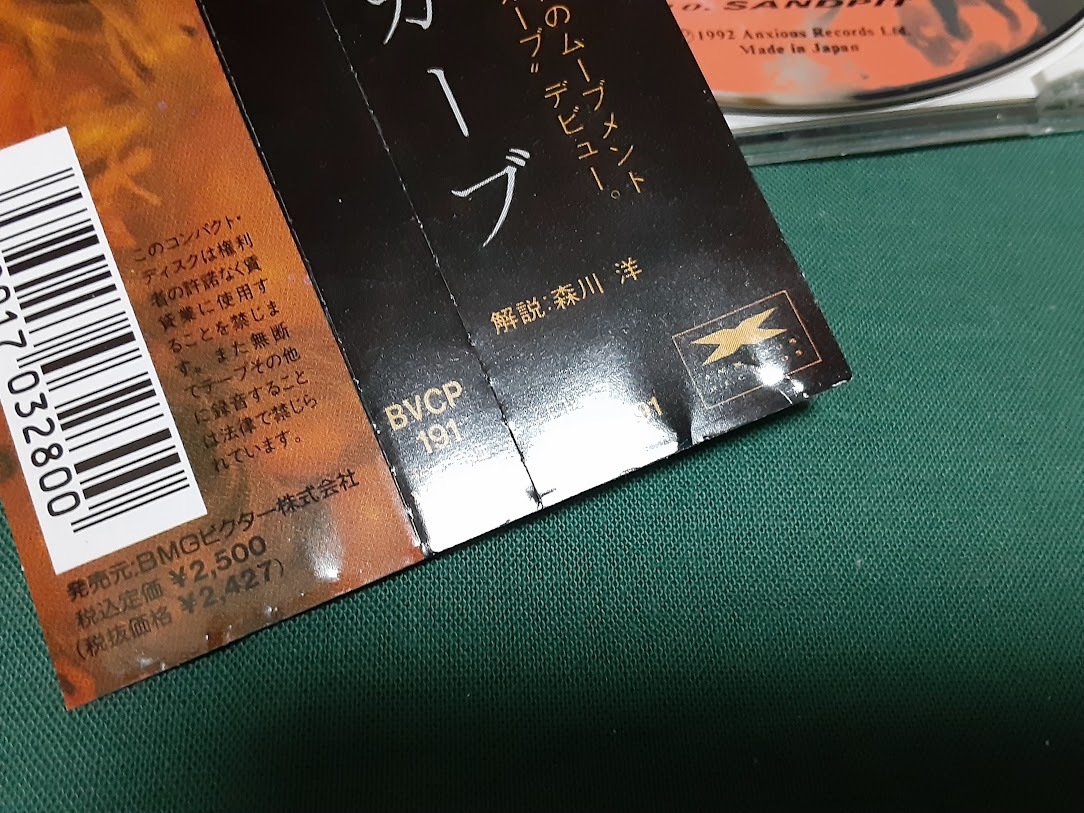 カーブ
のムーブメント
ーブ" デビュー。
解説:森川 洋
BVCP
191
91
このコンパクト・
ディスクは権利
者の許諾なく賃
貸業に使用す
ることを禁じま
す。また無断
でテープその他
に録音すること
は法律で禁じら
れています。
017 032800
発売元:BMGビクター株式会社
税込定価 ¥2,500
(税抜価格 ¥2,427)
O. SANDPIT
Ⓟ1992 Anxious Records Ltd.
Made in Japan